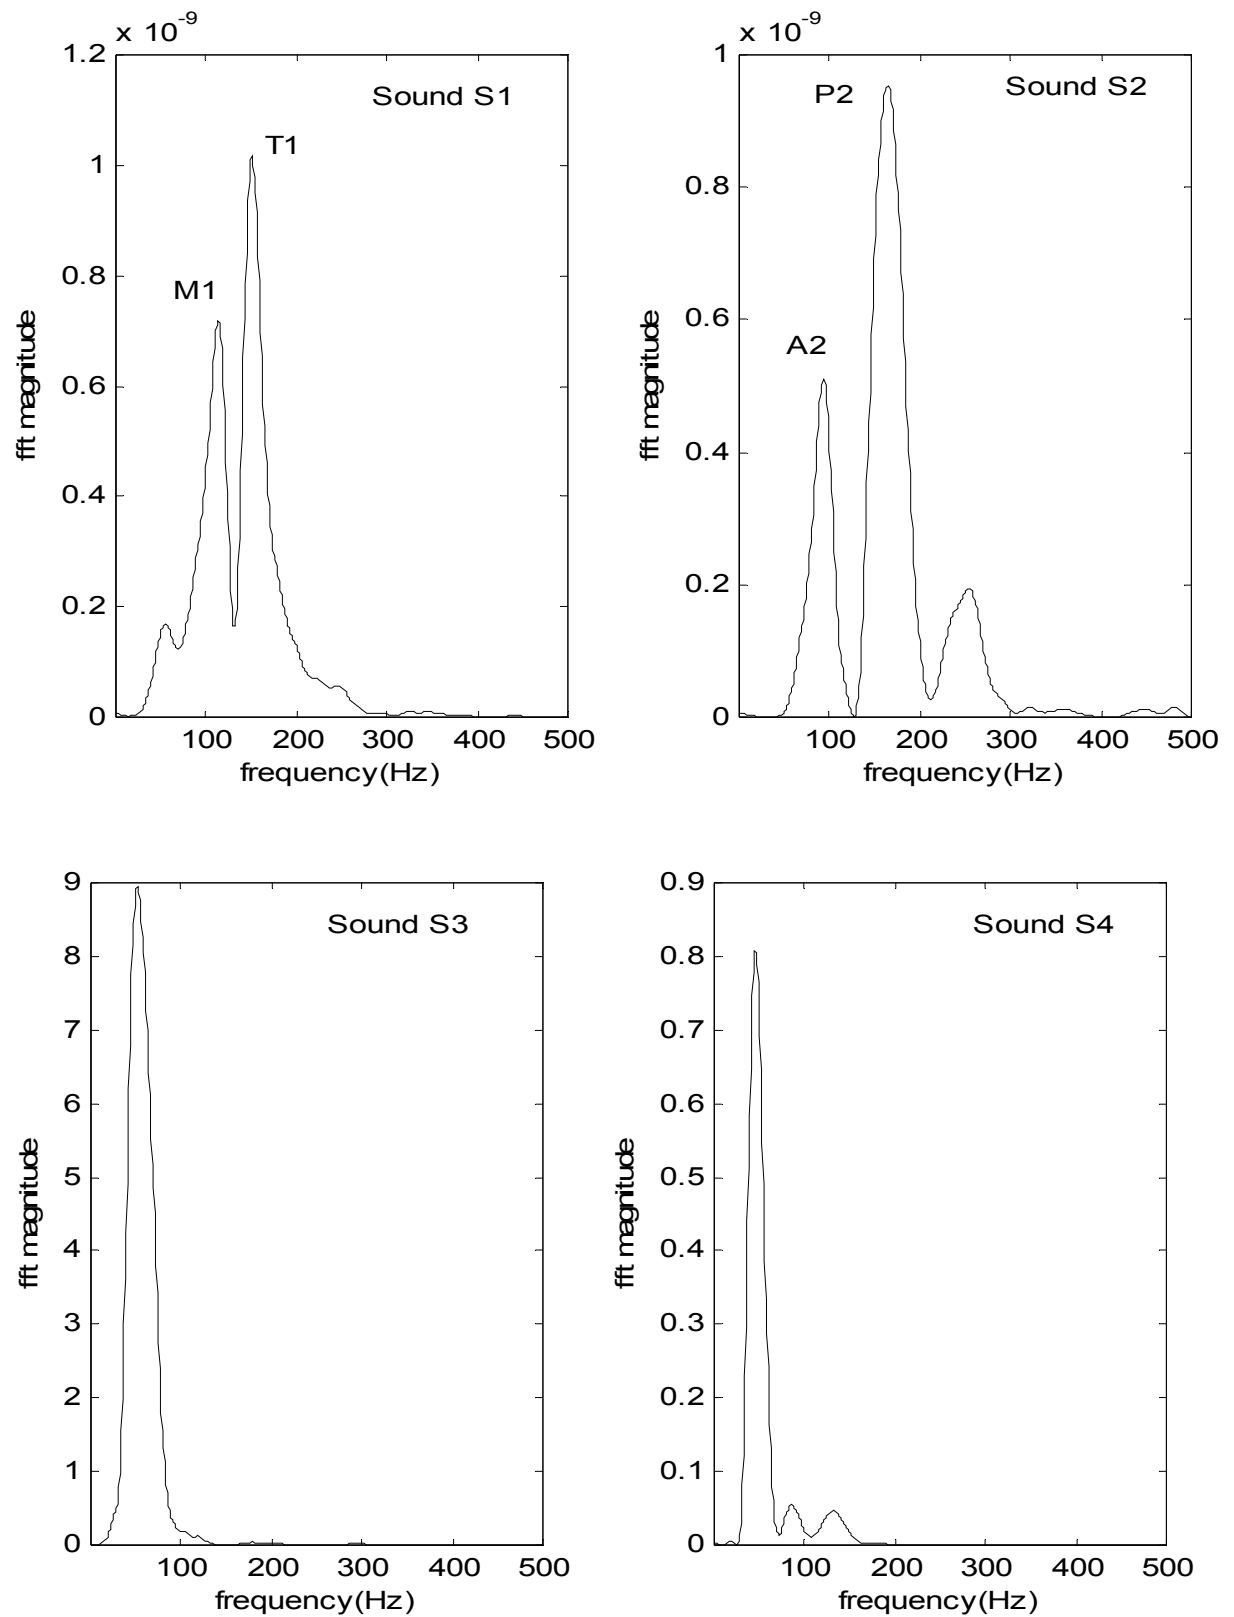 x 10-9
1.2
1
0.8
0.6
0.4
0.2
0
100 200 300 400 500
frequency(Hz)
fft magnitude
Sound S1
T1
M1
x 10-9
1
0.8
0.6
0.4
0.2
0
100 200 300 400 500
frequency(Hz)
fft magnitude
Sound S2
P2
A2
9
8
7
6
5
4
3
2
1
0
100 200 300 400 500
frequency(Hz)
fft magnitude
Sound S3
0.9
0.8
0.7
0.6
0.5
0.4
0.3
0.2
0.1
0
100 200 300 400 500
frequency(Hz)
fft magnitude
Sound S4